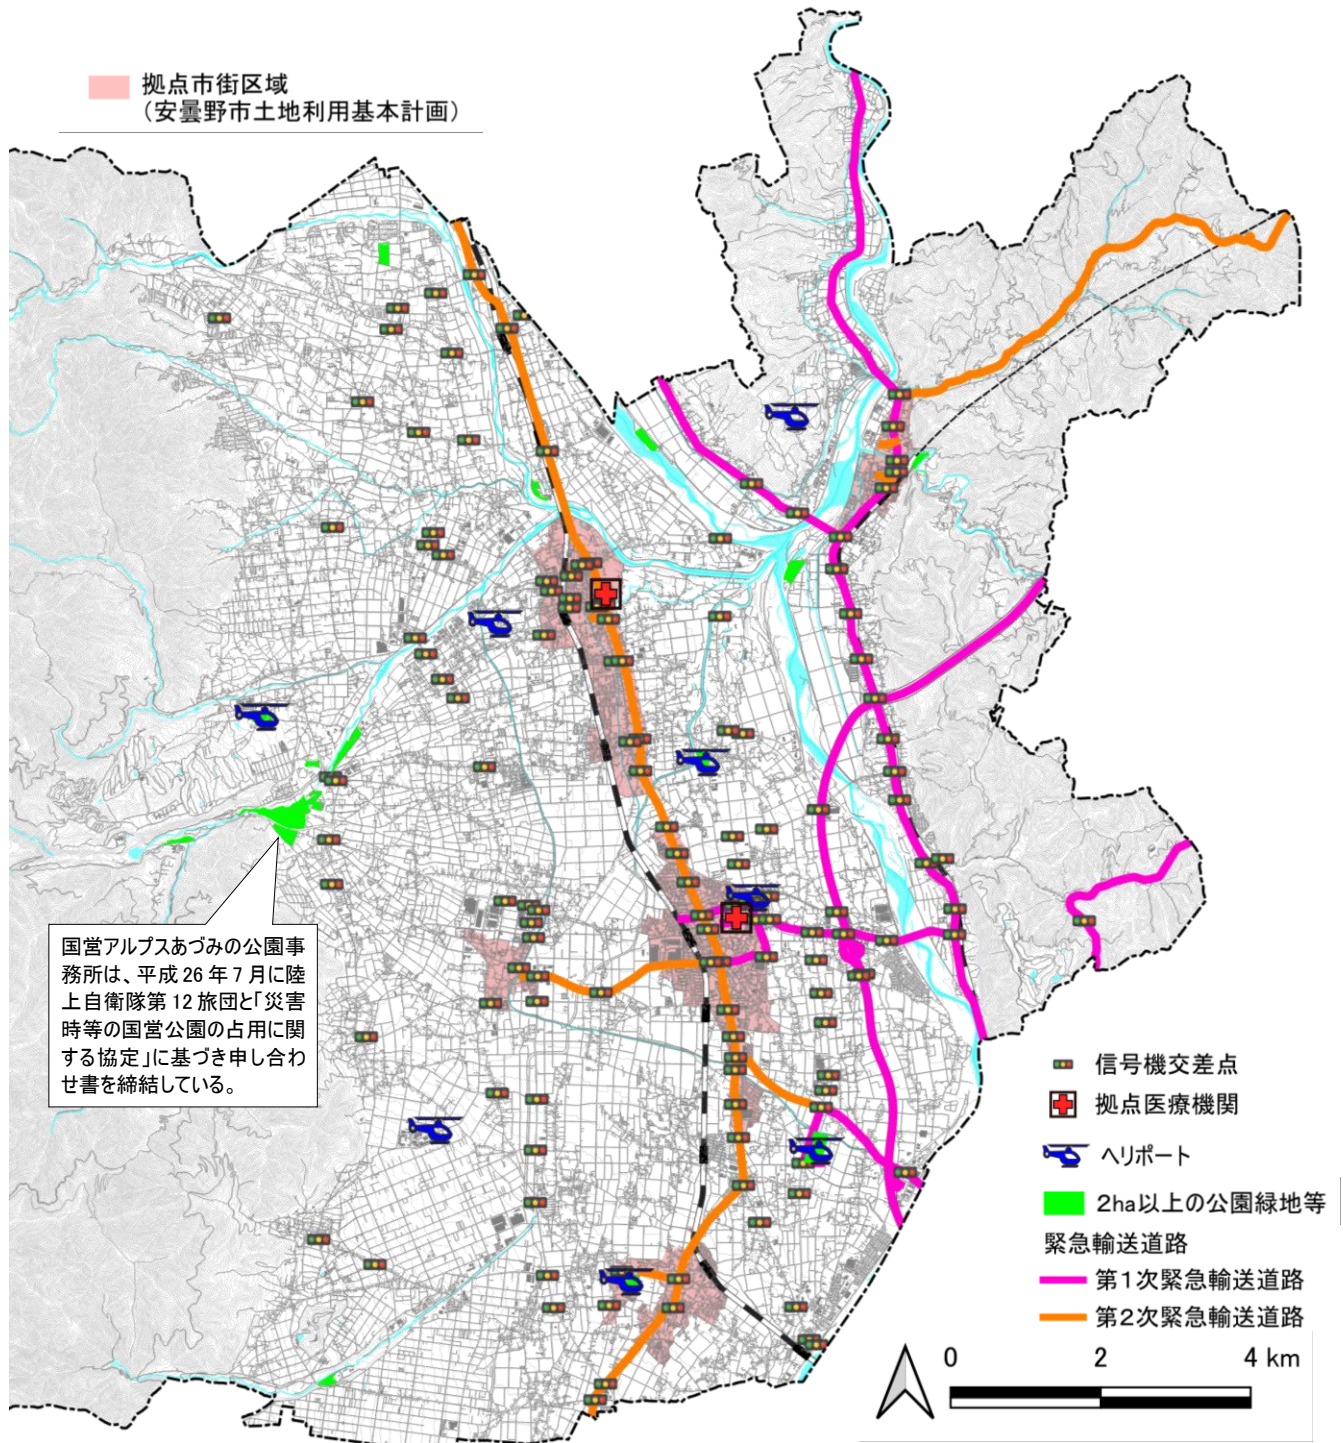 拠点市街区域
（安曇野市土地利用基本計画）
国営アルプスあづみの公園事
務所は、平成26年7月に陸
上自衛隊第12旅団と「災害
時等の国営公園の占用に関
する協定」に基づき申し合わ
せ書を締結している。
信号機交差点
拠点医療機関
ヘリポート
2ha以上の公園緑地等
緊急輸送道路
第1次緊急輸送道路
第2次緊急輸送道路
0 2 4 km